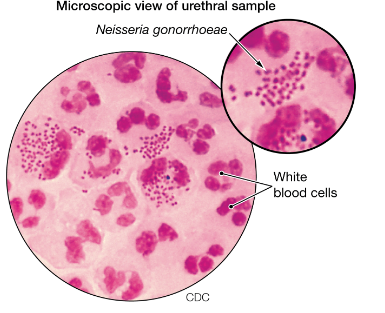 Microscopic view of urethral sample
Neisseria gonorrhoeae
White
blood cells
CDC